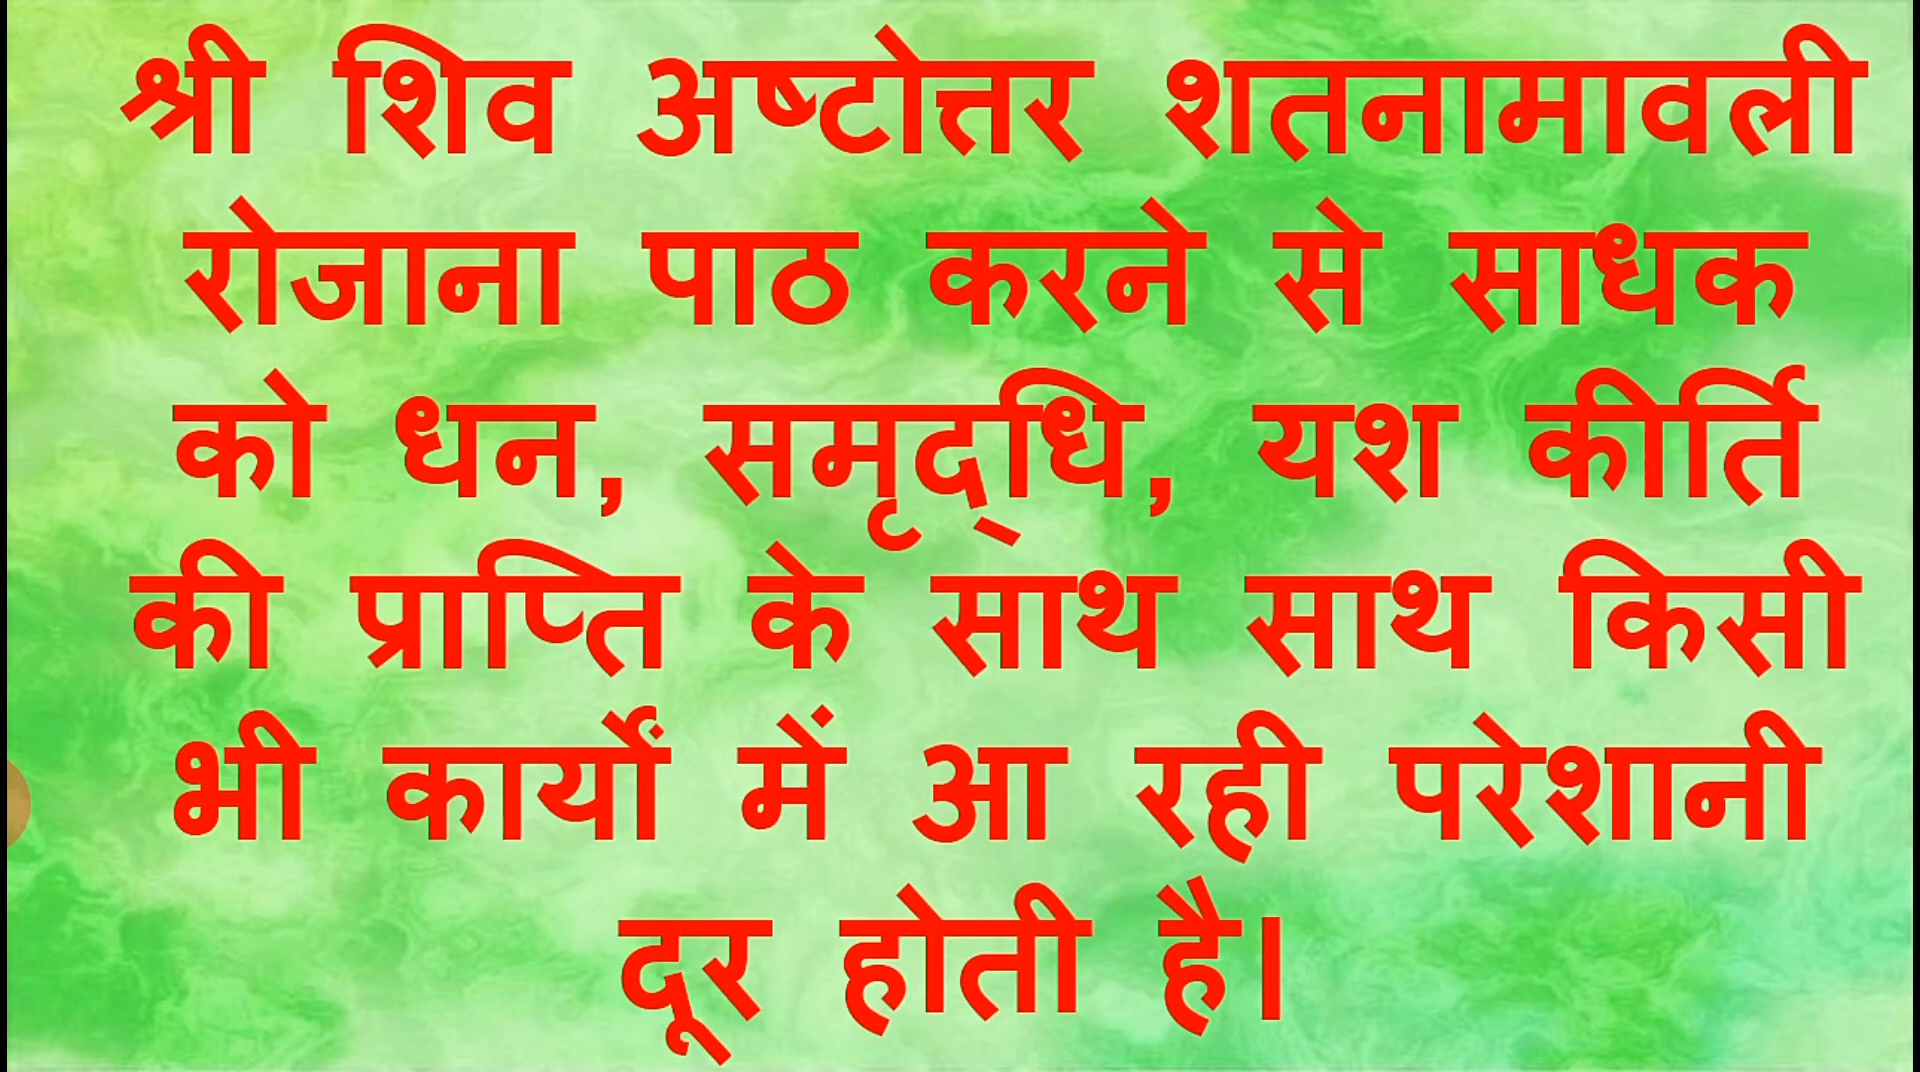 श्री शिव अष्टोत्तर शतनामावली
रोजाना पाठ करने से साधक
को धन, समृद्‌धि, यश कीर्ति
की प्राप्ति के साथ साथ किसी
भी कार्यों में आ रही परेशानी
दूर होती है।